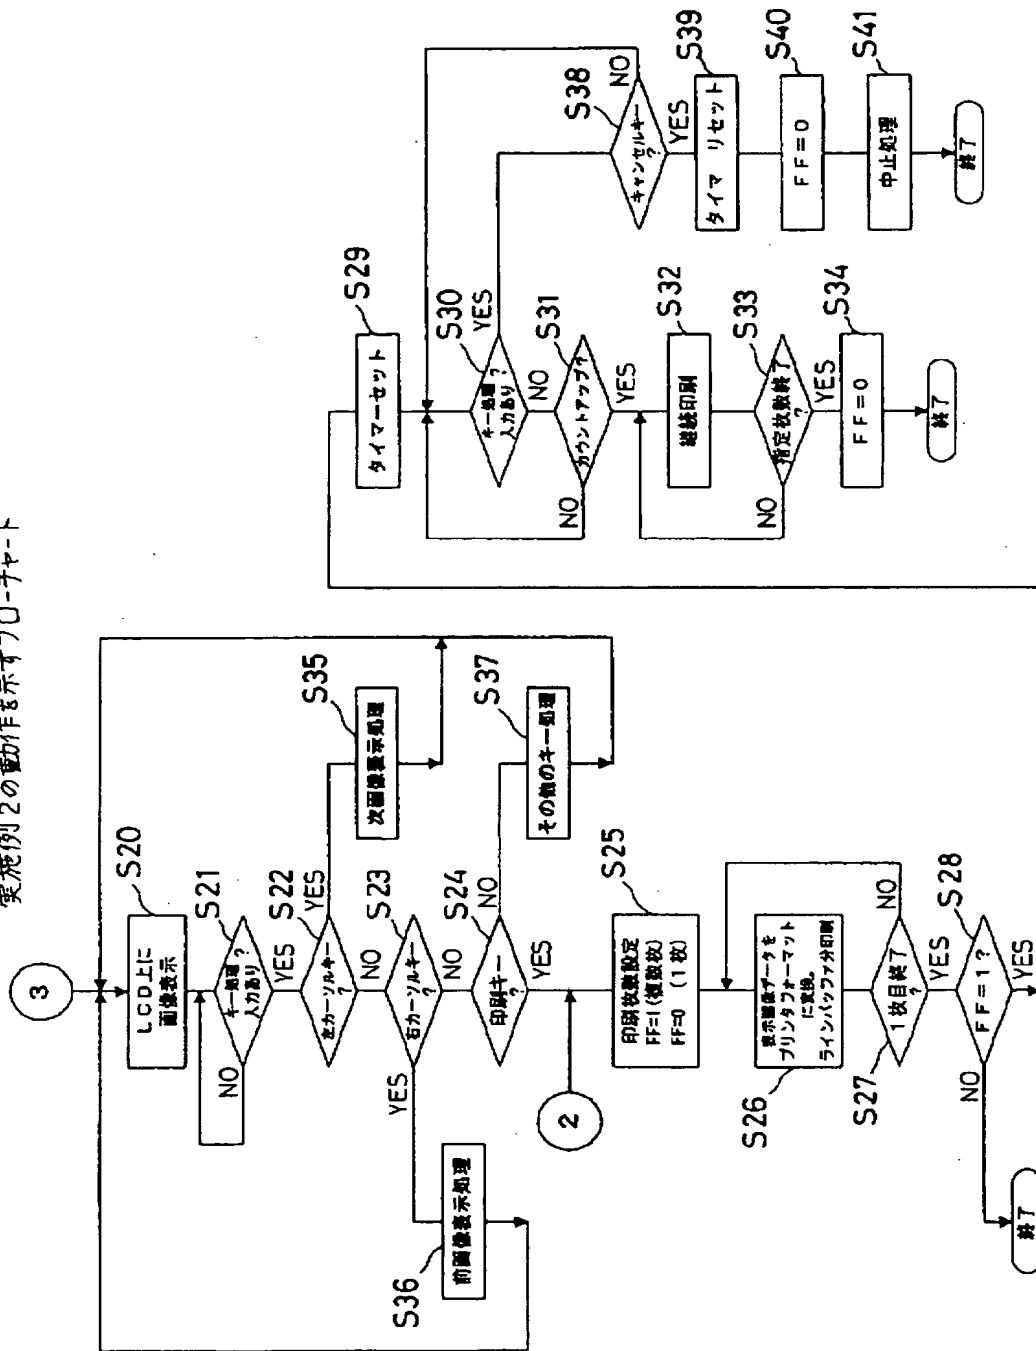 実施例2の動作を示すフローチャート
3
LCD上に
画像表示
S20
キー処理
入力あり?
S21
NO
YES
左カーソルキー
?
S22
YES
NO
次画像表示処理
S35
右カーソルキー
?
S23
YES
NO
前画像表示処理
S36
印刷キー
?
S24
NO
YES
その他のキー処理
S37
2
印刷枚数設定
FF=1(複数枚)
FF=0 (1枚)
S25
表示画像データを
プリンタフォーマット
に変換。
ラインバッファ分印刷
S26
1枚目終了
?
S27
NO
YES
FF=1?
S28
NO
YES
終了
タイマーセット
S29
キー処理
入力あり?
S30
YES
NO
カウントアップ?
S31
NO
YES
継続印刷
S32
指定枚数終了
?
S33
NO
YES
FF=0
S34
終了
キャンセルキー
?
S38
NO
YES
タイマ リセット
S39
FF=0
S40
中止処理
S41
終了